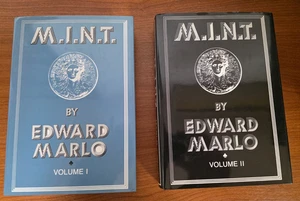 M.I.N.T.
BY
EDWARD
MARLO
VOLUME I
M.I.N.T.
BY
EDWARD
MARLO
VOLUME II